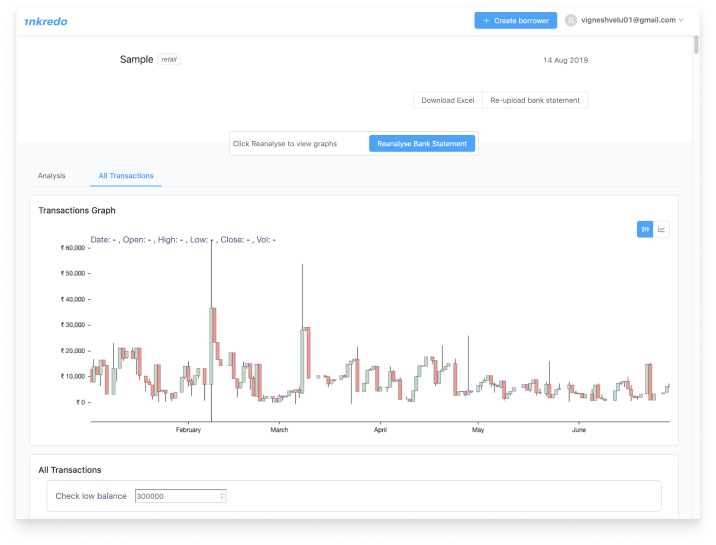 ınkredo
+ Create borrower
vigneshvelu01@gmail.com
Sample retail
14 Aug 2019
Download Excel Re-upload bank statement
Click Reanalyse to view graphs Reanalyse Bank Statement
Analysis All Transactions
Transactions Graph
Date: - , Open: - , High: - , Low: - , Close: - , Vol: -
₹ 60,000
₹ 50,000
₹ 40,000
₹ 30,000
₹ 20,000
₹ 10,000
₹ 0
February March April May June
All Transactions
Check low balance 300000